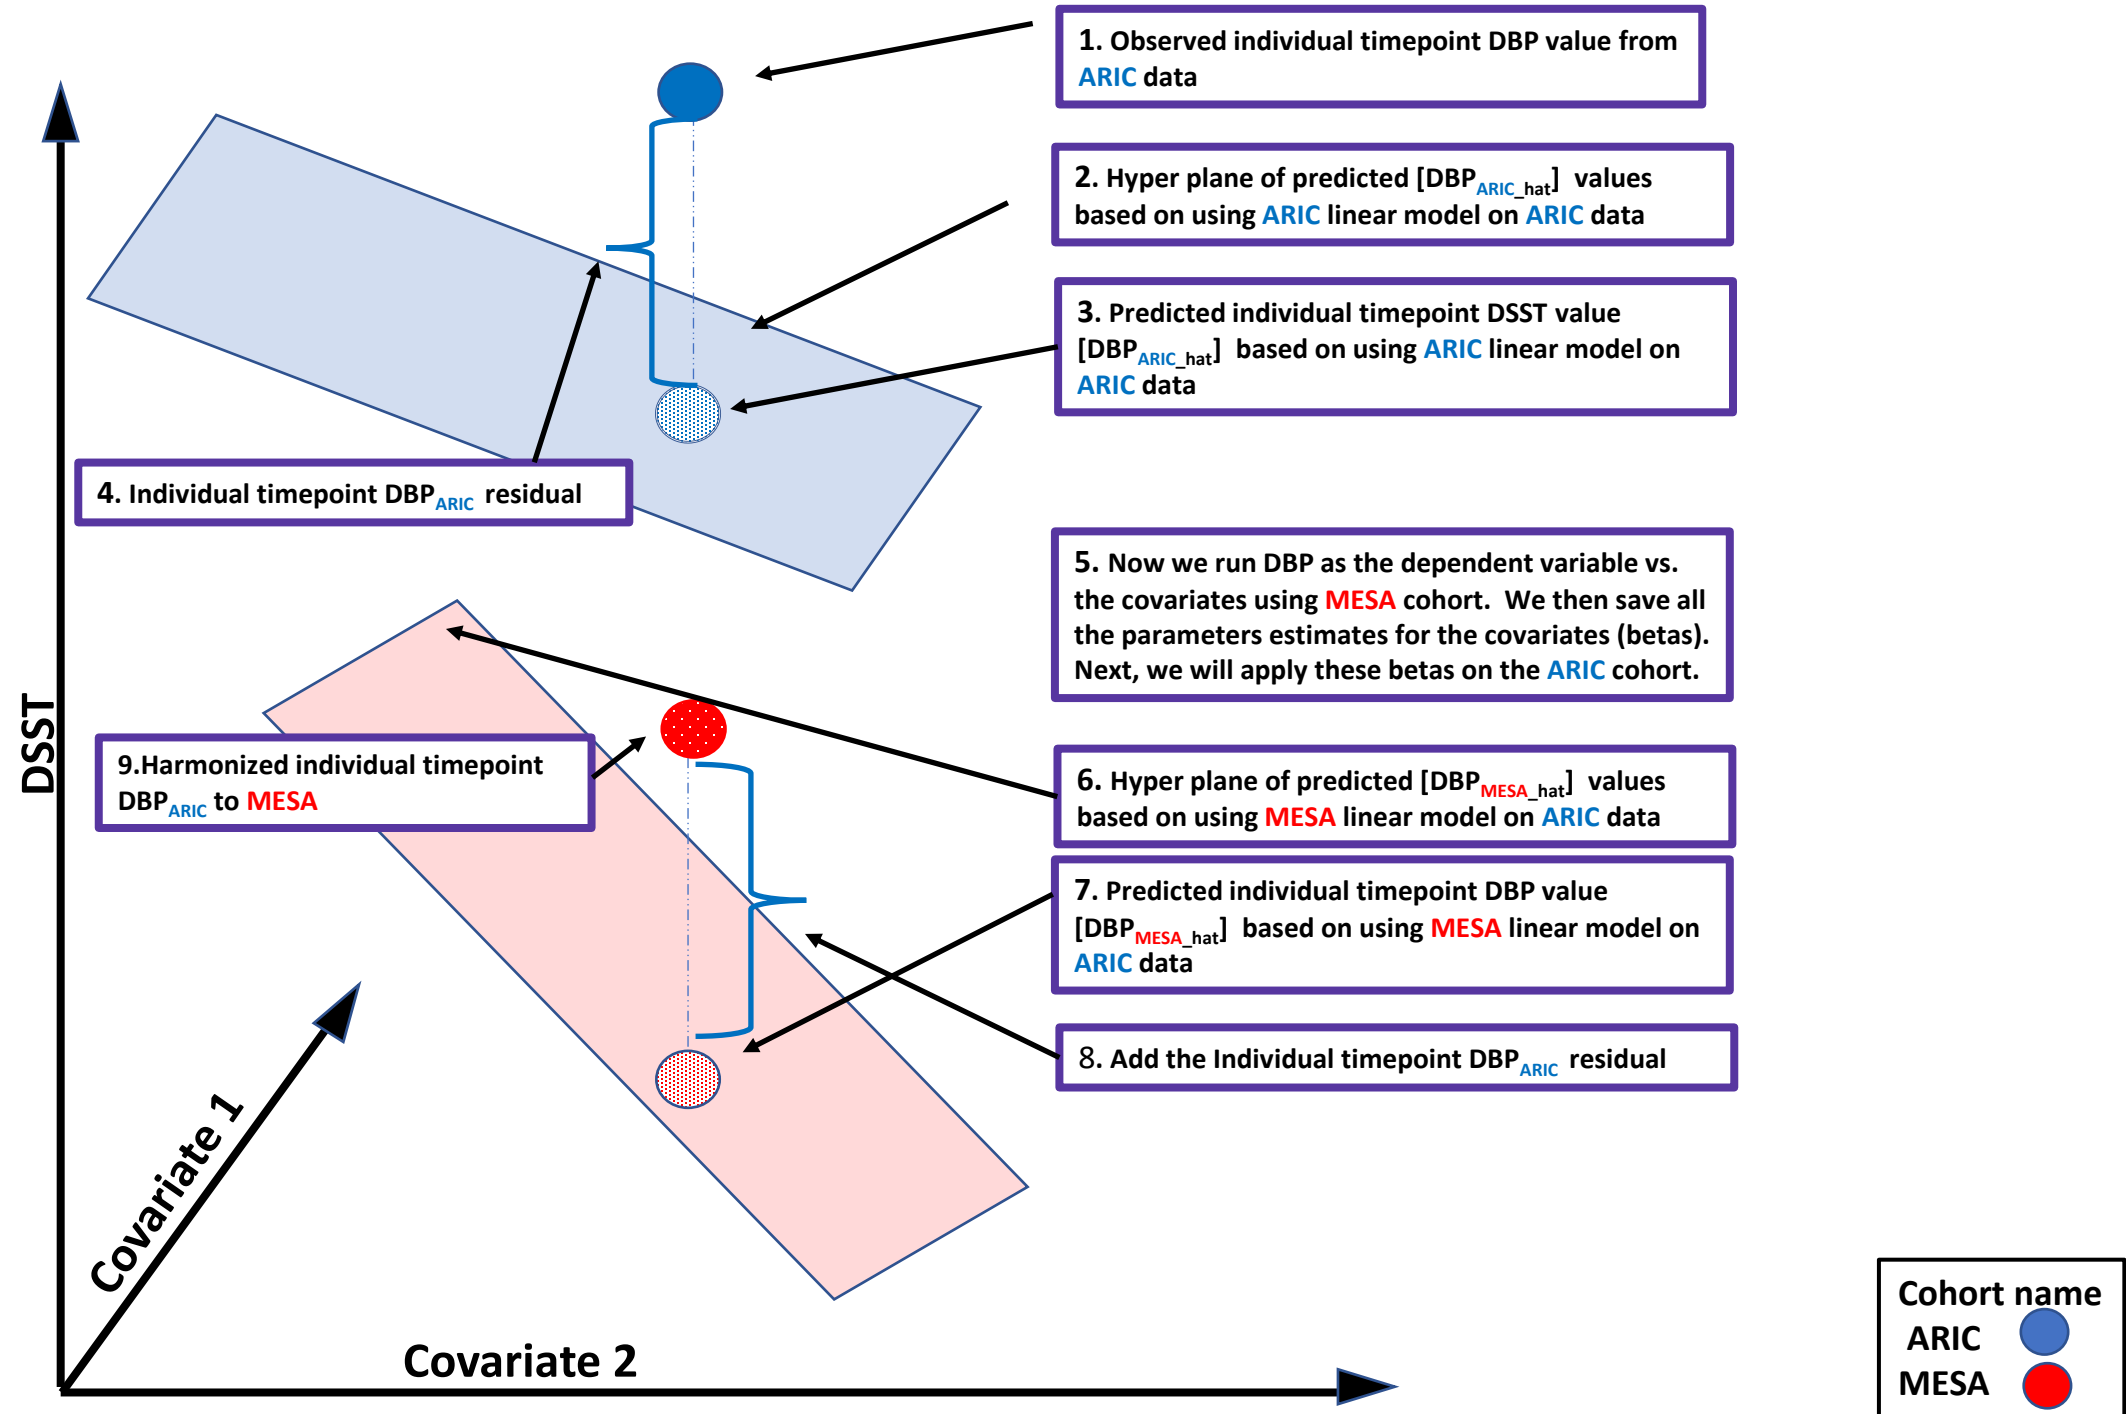 1. Observed individual timepoint DBP value from
ARIC data
2. Hyper plane of predicted [DBPARIC_hat] values
based on using ARIC linear model on ARIC data
3. Predicted individual timepoint DSST value
[DBPARIC_hat] based on using ARIC linear model on
ARIC data
4. Individual timepoint DBPARIC residual
5. Now we run DBP as the dependent variable vs.
the covariates using MESA cohort. We then save all
the parameters estimates for the covariates (betas).
Next, we will apply these betas on the ARIC cohort.
DSST
9.Harmonized individual timepoint
DBPARIC to MESA
6. Hyper plane of predicted [DBPMESA_hat] values
based on using MESA linear model on ARIC data
7. Predicted individual timepoint DBP value
[DBPMESA_hat] based on using MESA linear model on
ARIC data
8. Add the Individual timepoint DBPARIC residual
Covariate 1
Covariate 2
Cohort name
ARIC
MESA